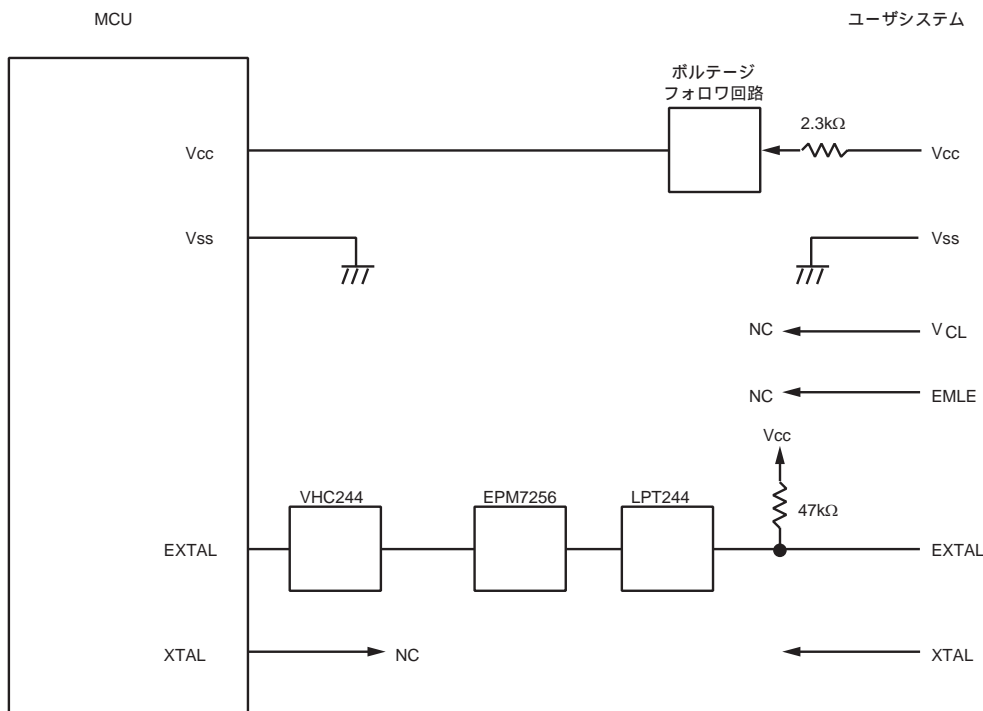 MCU
ユーザシステム
ボルテージ
フォロワ回路
2.3kΩ
Vcc
Vcc
Vss
Vss
NC
VCL
NC
EMLE
Vcc
VHC244
EPM7256
LPT244
47kΩ
EXTAL
EXTAL
XTAL
NC
XTAL